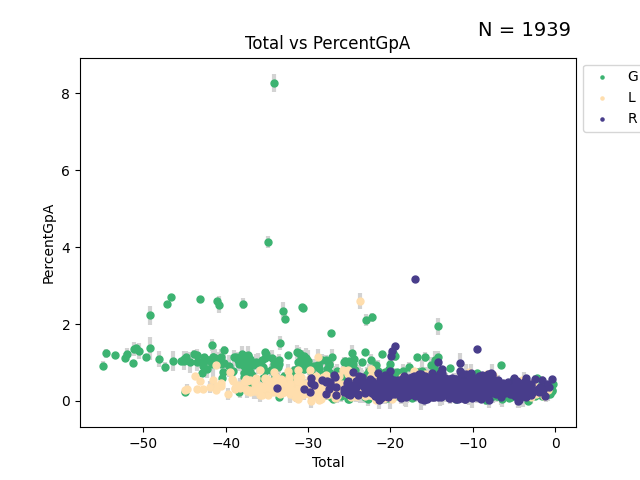 N = 1939
Total vs PercentGpA
G
L
R
PercentGpA
8
6
4
2
0
−50
−40
−30
−20
−10
0
Total